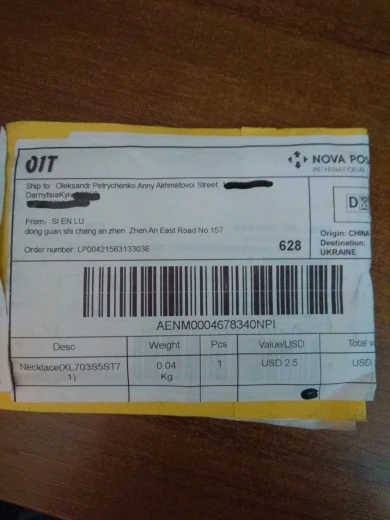 OIT
NOVA POS
INTERNATIONAL
Ship to: Oleksandr Petrychenko Anny Akhmatovoi Street,
From: SI EN LU
dong guan shi chang an zhen Zhen An East Road No.157
Order number LP00421563133036
628
D
Origin: CHINA
Destination:
UKRAINE
AENM0004678340NPI
Desc Weight Pcs Value/USD Total v
Necklace(XL703S5ST7 0.04 1 USD 2.5 USD
1) Kg